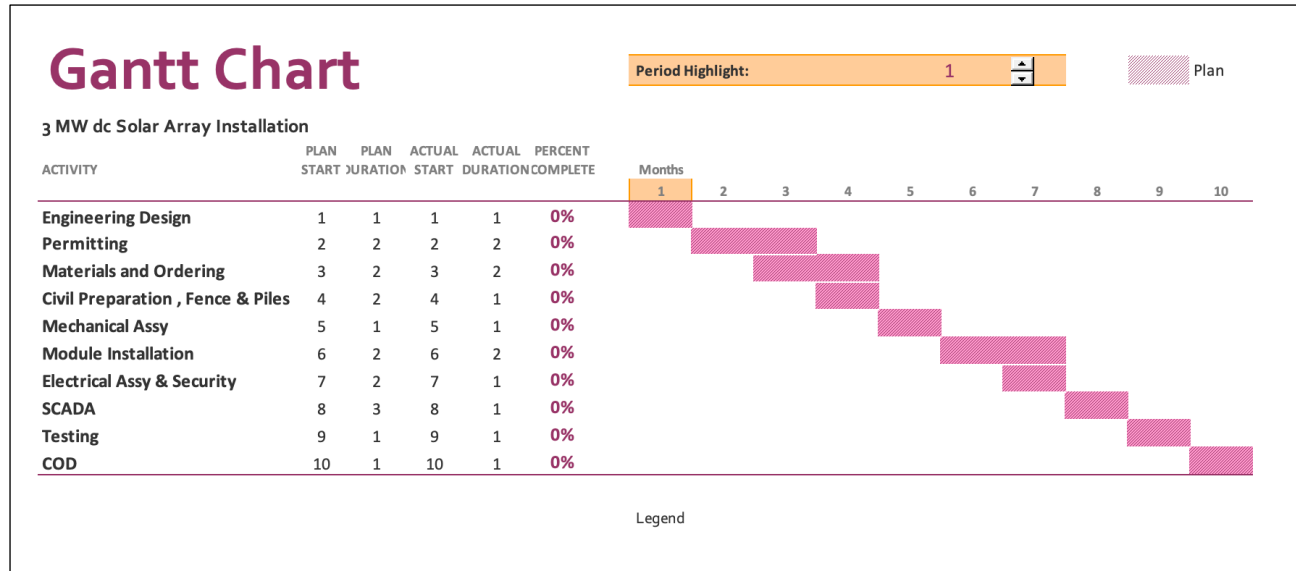 Gantt Chart
Period Highlight: 1
Plan
3 MW dc Solar Array Installation
PLAN PLAN ACTUAL ACTUAL PERCENT
ACTIVITY START DURATION START DURATION COMPLETE Months
1 2 3 4 5 6 7 8 9 10
Engineering Design 1 1 1 1 0%
Permitting 2 2 2 2 0%
Materials and Ordering 3 2 3 2 0%
Civil Preparation , Fence & Piles 4 2 4 1 0%
Mechanical Assy 5 1 5 1 0%
Module Installation 6 2 6 2 0%
Electrical Assy & Security 7 2 7 1 0%
SCADA 8 3 8 1 0%
Testing 9 1 9 1 0%
COD 10 1 10 1 0%
Legend